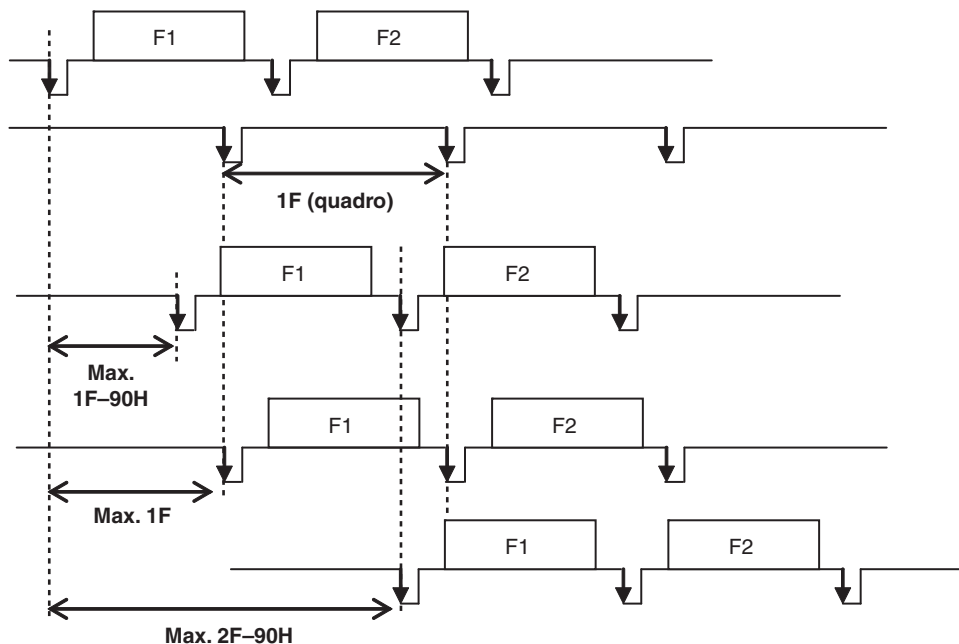 F1 F2
1F (quadro)
F1 F2
Max.
1F–90H
F1 F2
Max. 1F
F1 F2
Max. 2F–90H